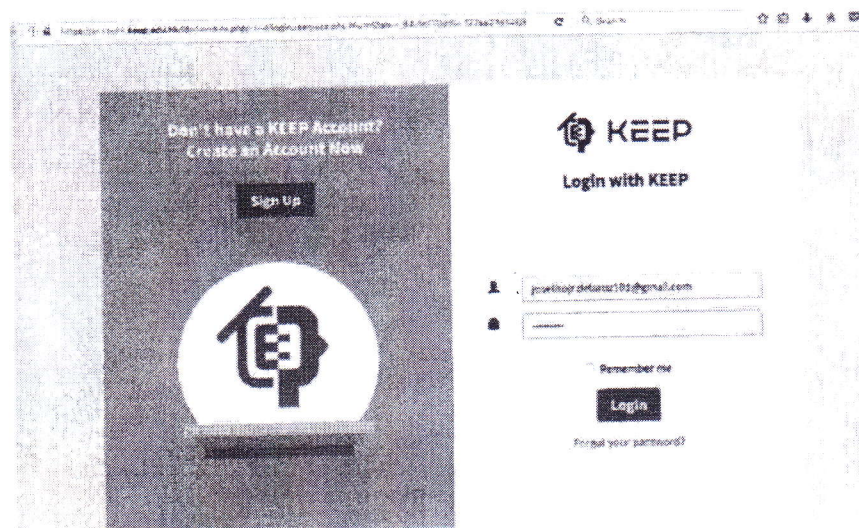 Search
Don't have a KEEP Account?
Create an Account Now
Sign Up
KEEP
Login with KEEP
Remember me
Login
Forgot your password?